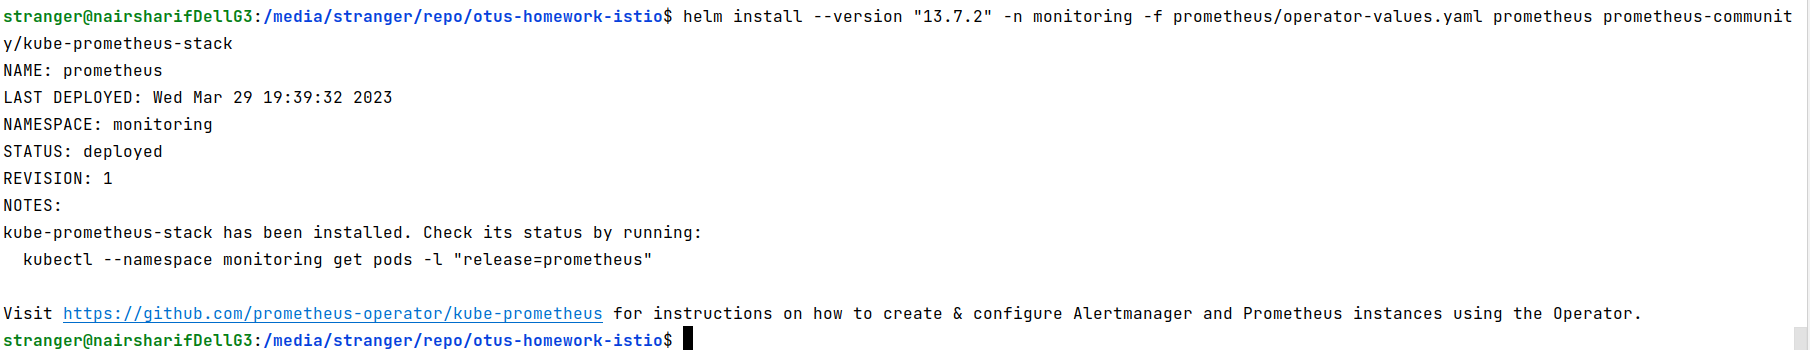 stranger@nairsharifDellG3:/media/stranger/repo/otus-homework-istio$ helm install --version "13.7.2" -n monitoring -f prometheus/operator-values.yaml prometheus prometheus-communit
y/kube-prometheus-stack
NAME: prometheus
LAST DEPLOYED: Wed Mar 29 19:39:32 2023
NAMESPACE: monitoring
STATUS: deployed
REVISION: 1
NOTES:
kube-prometheus-stack has been installed. Check its status by running:
  kubectl --namespace monitoring get pods -l "release=prometheus"

Visit https://github.com/prometheus-operator/kube-prometheus for instructions on how to create & configure Alertmanager and Prometheus instances using the Operator.
stranger@nairsharifDellG3:/media/stranger/repo/otus-homework-istio$